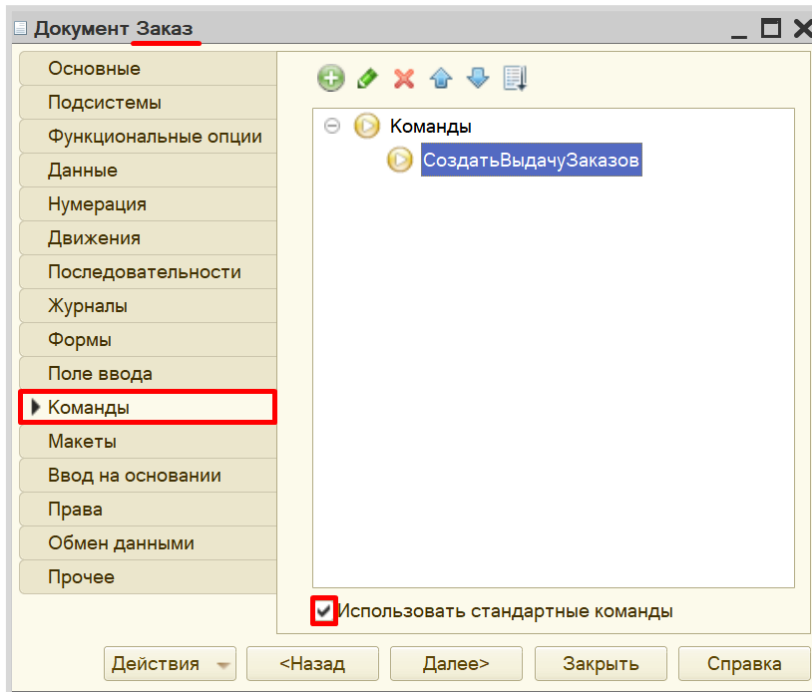 Документ Заказ
Основные
Подсистемы
Функциональные опции
Данные
Нумерация
Движения
Последовательности
Журналы
Формы
Поле ввода
Команды
Макеты
Ввод на основании
Права
Обмен данными
Прочее
Команды
СоздатьВыдачуЗаказов
Использовать стандартные команды
Действия <Назад Далее> Закрыть Справка